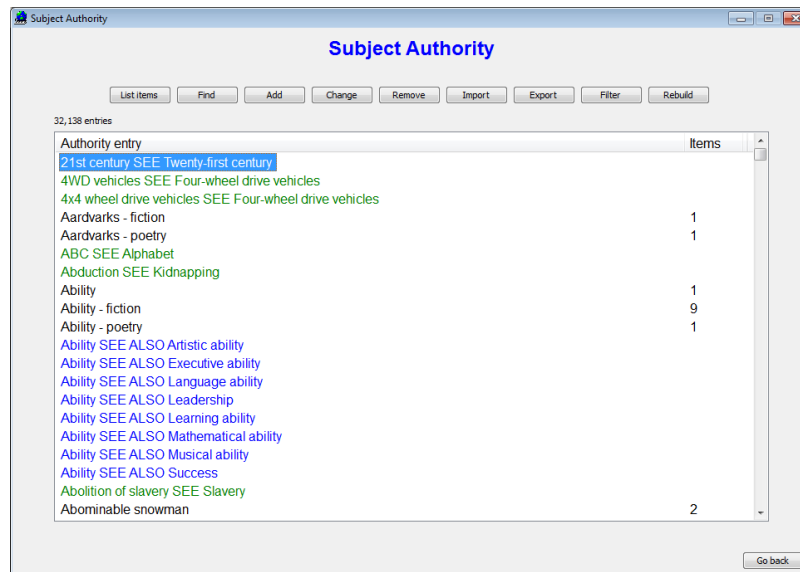 Subject Authority
Subject Authority
List items Find Add Change Remove Import Export Filter Rebuild
32,138 entries
Authority entry Items
21st century SEE Twenty-first century
4WD vehicles SEE Four-wheel drive vehicles
4x4 wheel drive vehicles SEE Four-wheel drive vehicles
Aardvarks - fiction 1
Aardvarks - poetry 1
ABC SEE Alphabet
Abduction SEE Kidnapping
Ability 1
Ability - fiction 9
Ability - poetry 1
Ability SEE ALSO Artistic ability
Ability SEE ALSO Executive ability
Ability SEE ALSO Language ability
Ability SEE ALSO Leadership
Ability SEE ALSO Learning ability
Ability SEE ALSO Mathematical ability
Ability SEE ALSO Musical ability
Ability SEE ALSO Success
Abolition of slavery SEE Slavery
Abominable snowman 2
Go back